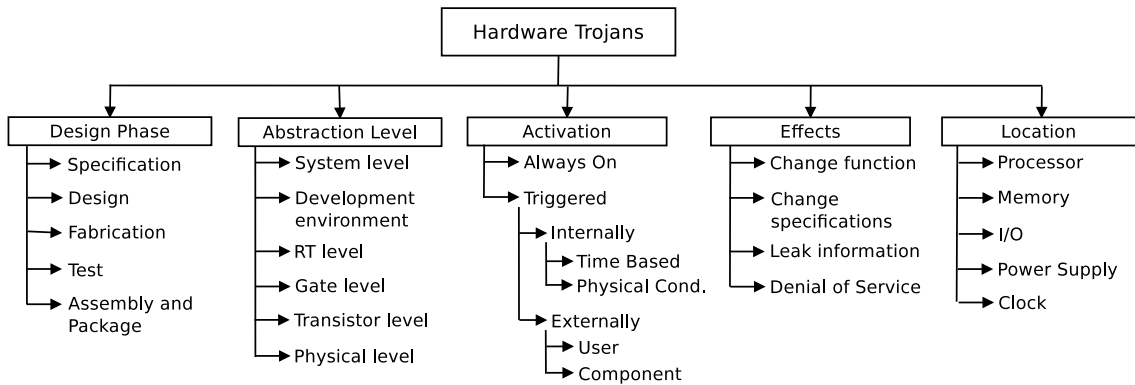 Hardware Trojans
Design Phase
Specification
Design
Fabrication
Test
Assembly and
Package
Abstraction Level
System level
Development
environment
RT level
Gate level
Transistor level
Physical level
Activation
Always On
Triggered
Internally
Time Based
Physical Cond.
Externally
User
Component
Effects
Change function
Change
specifications
Leak information
Denial of Service
Location
Processor
Memory
I/O
Power Supply
Clock